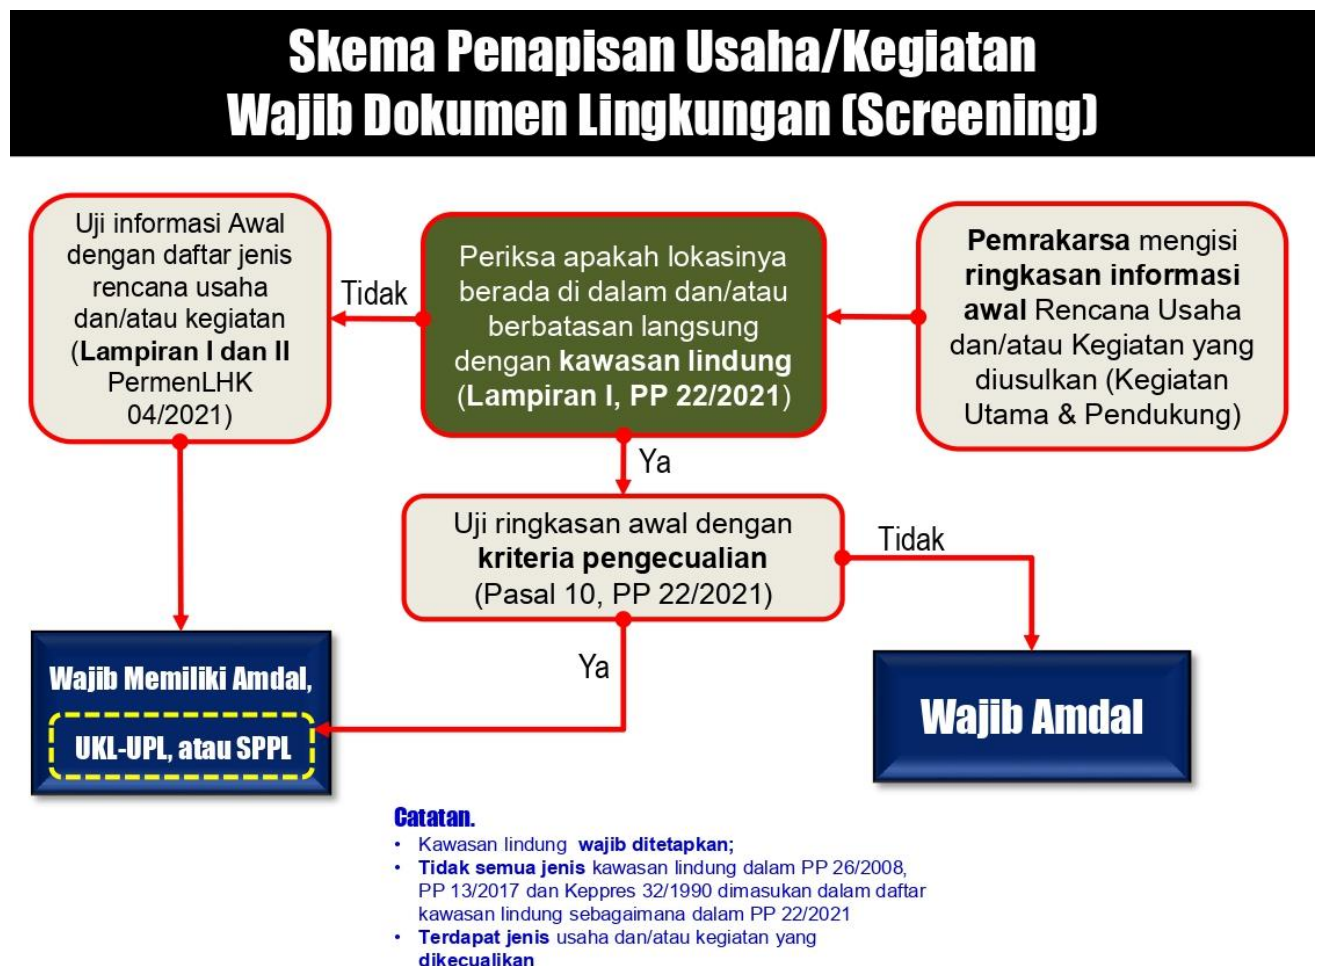 Skema Penapisan Usaha/Kegiatan
Wajib Dokumen Lingkungan (Screening)
Uji informasi Awal
dengan daftar jenis
rencana usaha
dan/atau kegiatan
(Lampiran I dan II
PermenLHK
04/2021)
Tidak
Periksa apakah lokasinya
berada di dalam dan/atau
berbatasan langsung
dengan kawasan lindung
(Lampiran I, PP 22/2021)
Pemrakarsa mengisi
ringkasan informasi
awal Rencana Usaha
dan/atau Kegiatan yang
diusulkan (Kegiatan
Utama & Pendukung)
Ya
Uji ringkasan awal dengan
kriteria pengecualian
(Pasal 10, PP 22/2021)
Tidak
Ya
Wajib Memiliki Amdal,
UKL-UPL, atau SPPL
Wajib Amdal
Catatan.
• Kawasan lindung wajib ditetapkan;
• Tidak semua jenis kawasan lindung dalam PP 26/2008,
PP 13/2017 dan Keppres 32/1990 dimasukan dalam daftar
kawasan lindung sebagaimana dalam PP 22/2021
• Terdapat jenis usaha dan/atau kegiatan yang
dikecualikan